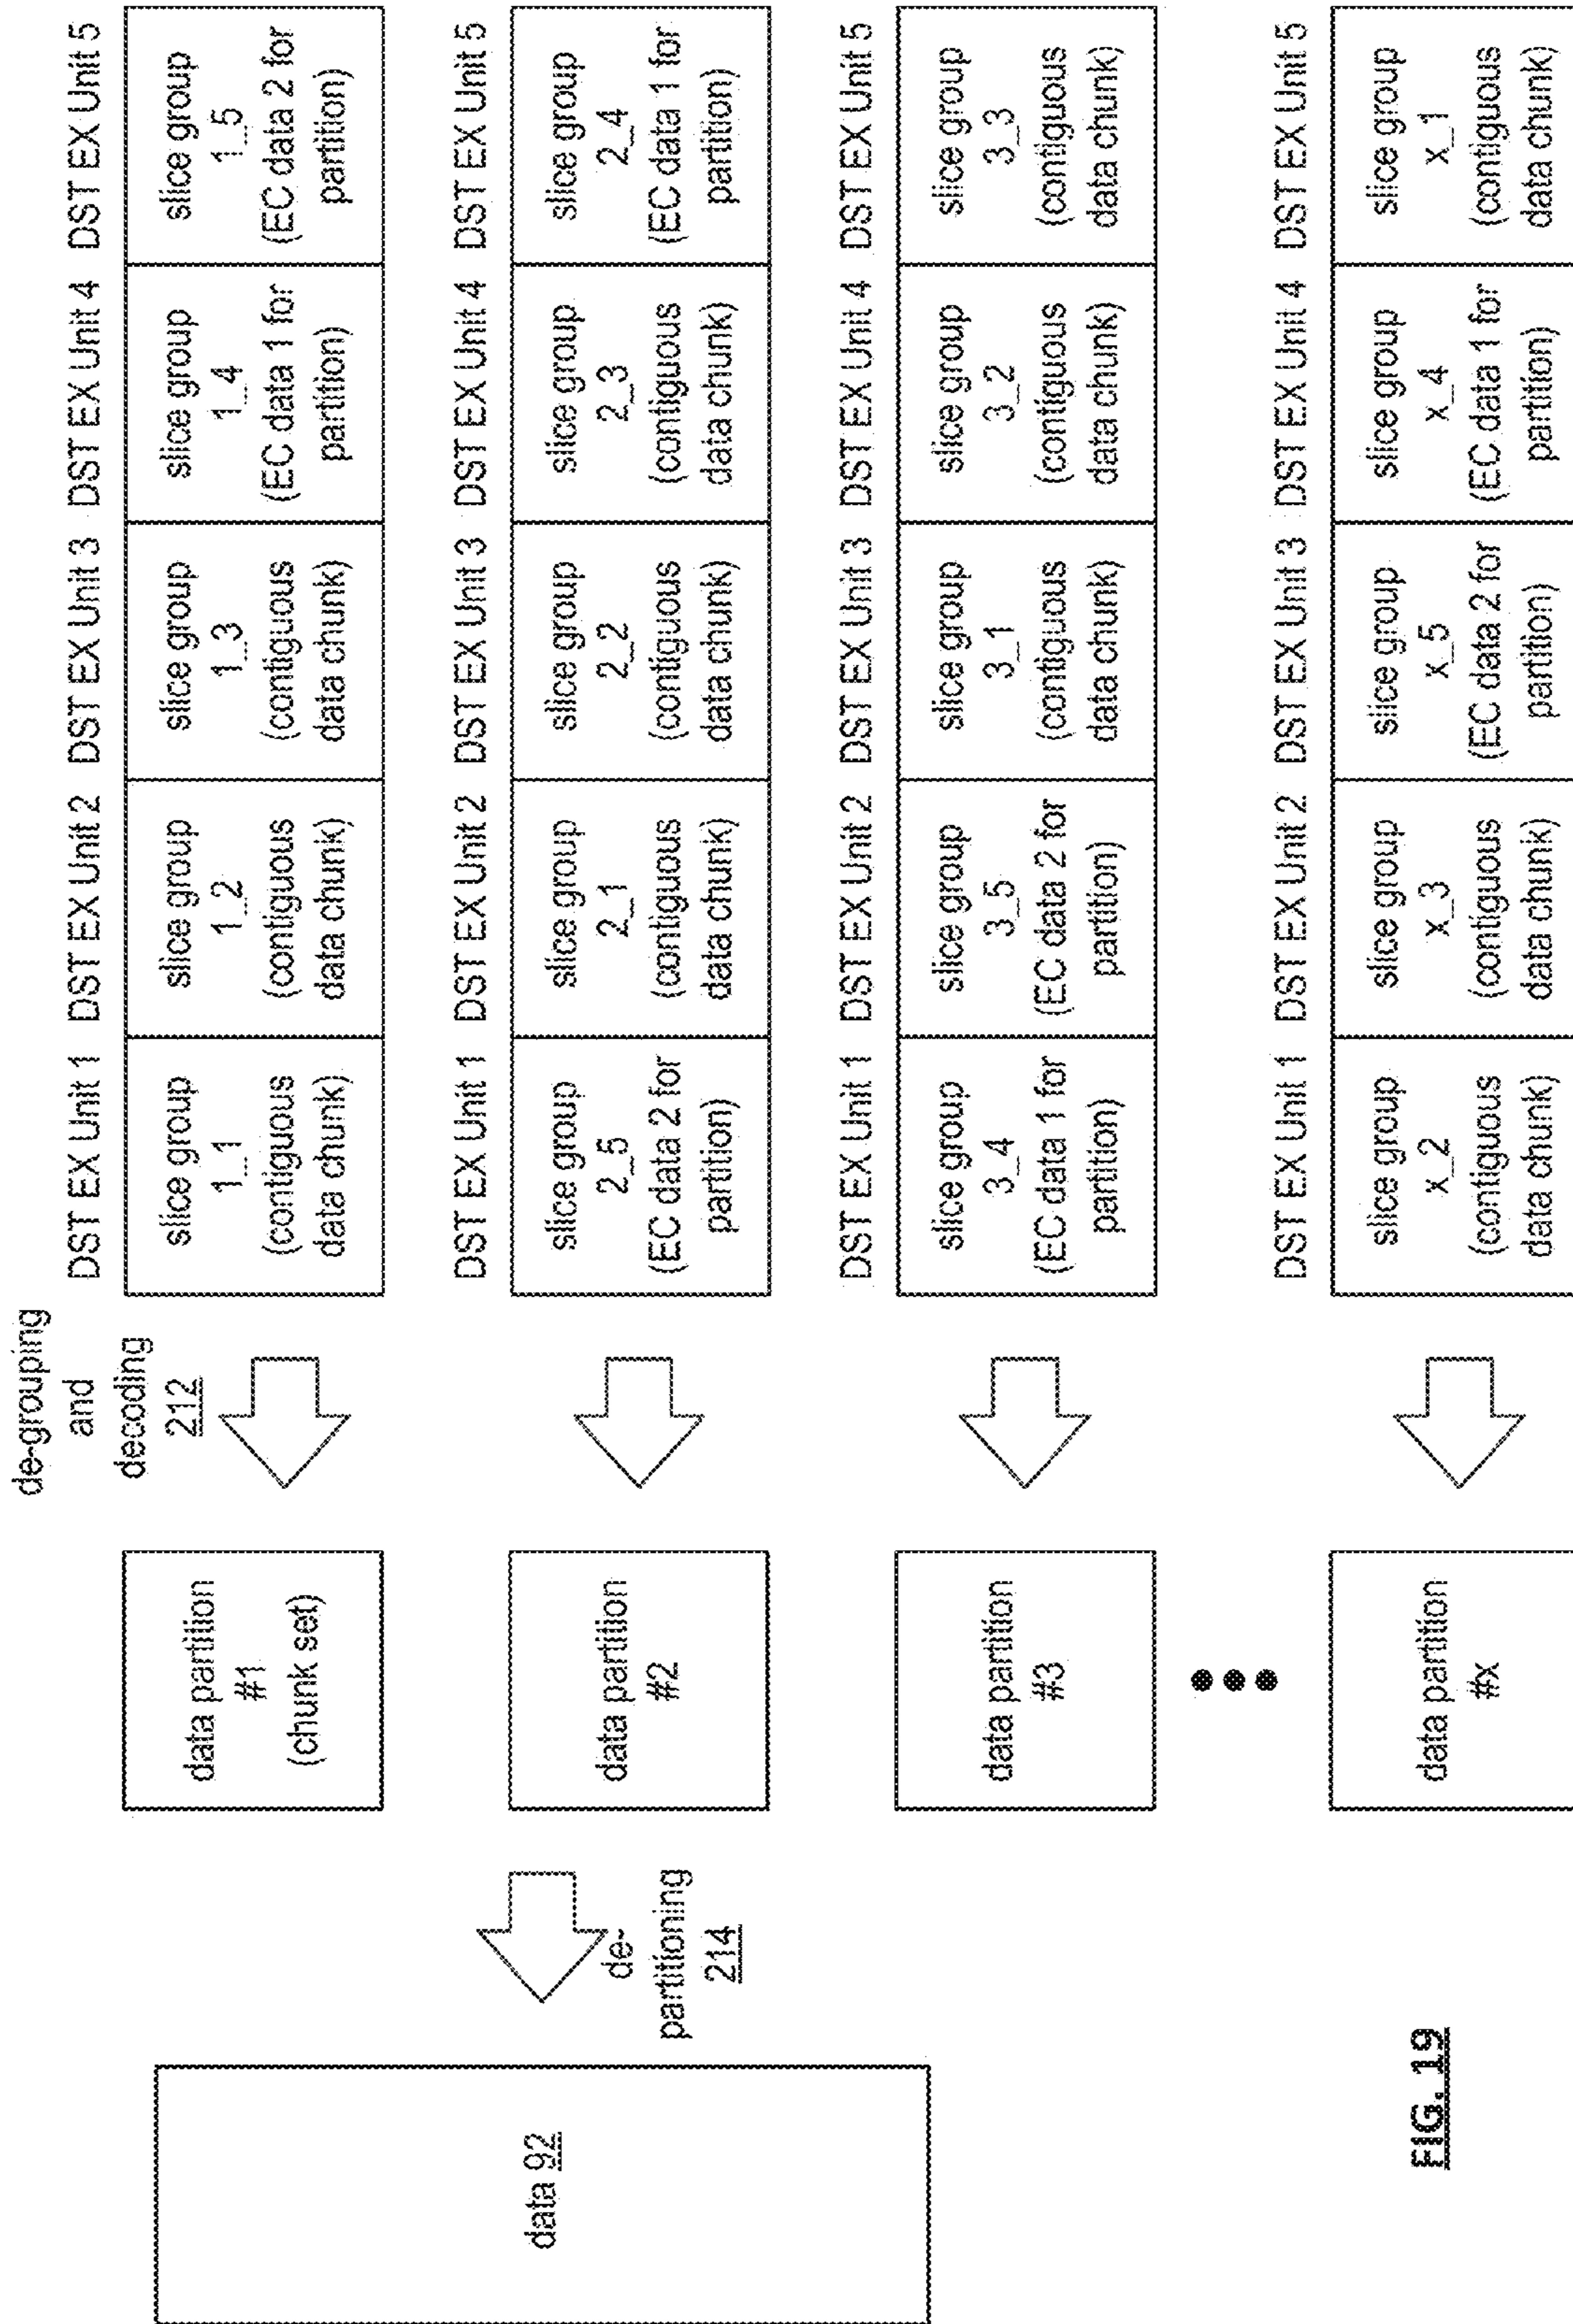 de-grouping
and
decoding
212
DST EX Unit 1 DST EX Unit 2 DST EX Unit 3 DST EX Unit 4 DST EX Unit 5
data partition
#1
(chunk set)
slice group
1_1
(contiguous
data chunk)
slice group
1_2
(contiguous
data chunk)
slice group
1_3
(contiguous
data chunk)
slice group
1_4
(EC data 1 for
partition)
slice group
1_5
(EC data 2 for
partition)
DST EX Unit 1 DST EX Unit 2 DST EX Unit 3 DST EX Unit 4 DST EX Unit 5
data 92
de-
partitioning
214
data partition
#2
slice group
2_5
(EC data 2 for
partition)
slice group
2_1
(contiguous
data chunk)
slice group
2_2
(contiguous
data chunk)
slice group
2_3
(contiguous
data chunk)
slice group
2_4
(EC data 1 for
partition)
DST EX Unit 1 DST EX Unit 2 DST EX Unit 3 DST EX Unit 4 DST EX Unit 5
data partition
#3
slice group
3_4
(EC data 1 for
partition)
slice group
3_5
(EC data 2 for
partition)
slice group
3_1
(contiguous
data chunk)
slice group
3_2
(contiguous
data chunk)
slice group
3_3
(contiguous
data chunk)
DST EX Unit 1 DST EX Unit 2 DST EX Unit 3 DST EX Unit 4 DST EX Unit 5
data partition
#x
slice group
x_2
(contiguous
data chunk)
slice group
x_3
(contiguous
data chunk)
slice group
x_5
(EC data 2 for
partition)
slice group
x_4
(EC data 1 for
partition)
slice group
x_1
(contiguous
data chunk)
FIG. 19